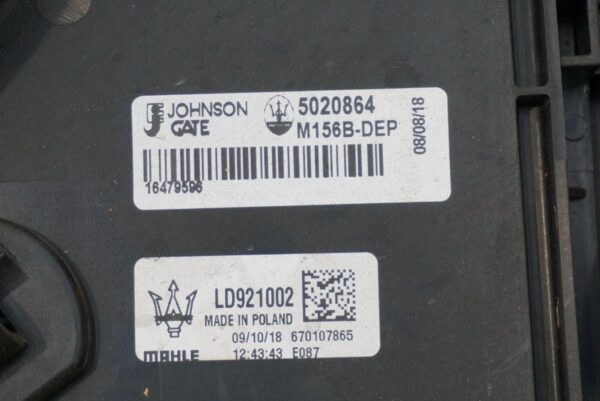 JOHNSON 5020864
GATE M156B-DEP
08/08/18
16479596
LD921002
MADE IN POLAND
09/10/18 670107865
MAHLE 12:43:43 E087